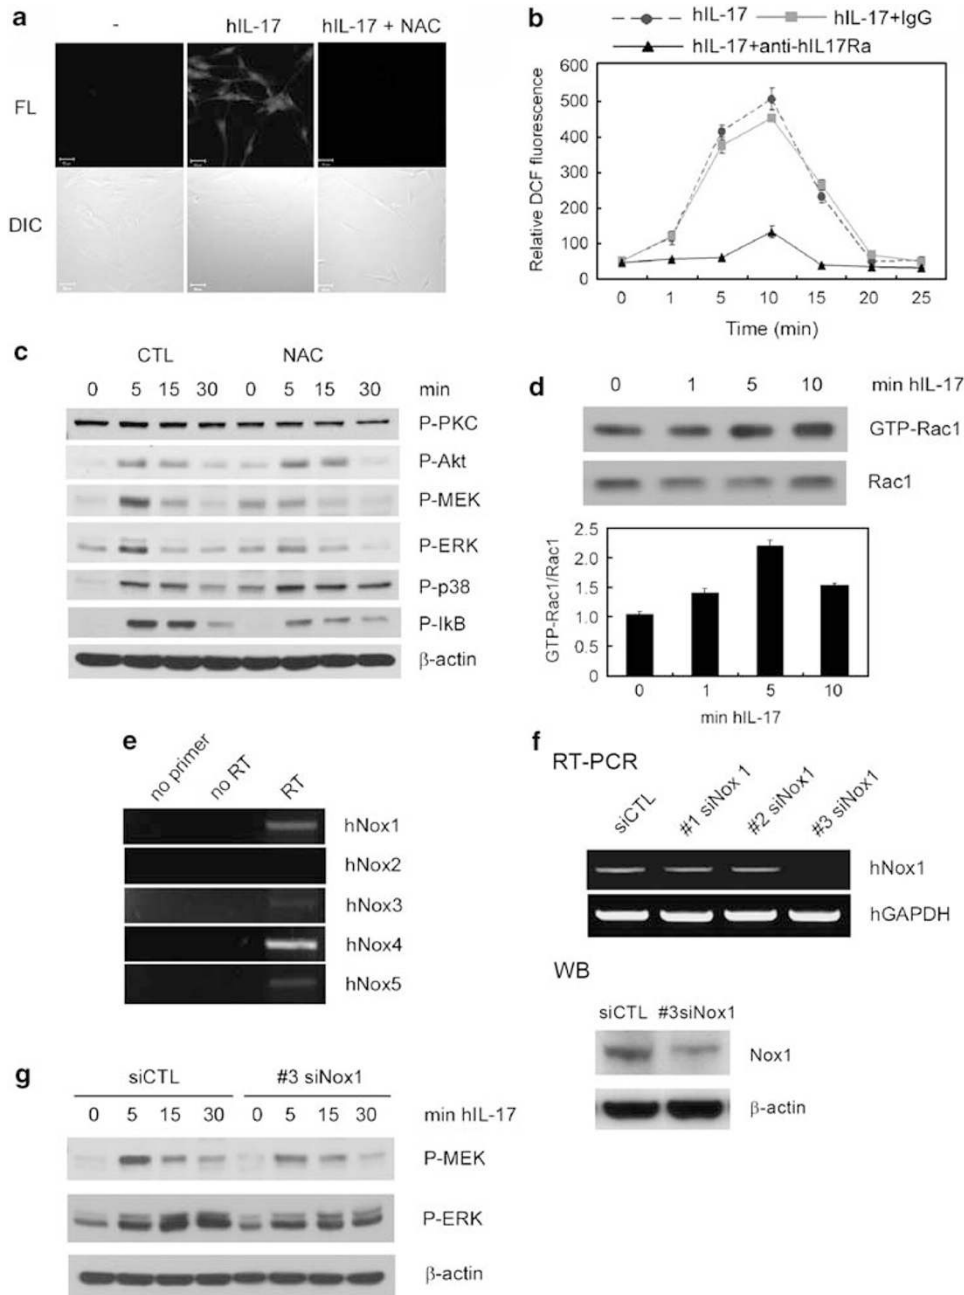 a
- hIL-17 hIL-17 + NAC
FL
DIC
b
hIL-17 hIL-17+IgG
hIL-17+anti-hIL17Ra
Relative DCF fluorescence
600
500
400
300
200
100
0
0 1 5 10 15 20 25
Time (min)
c
CTL NAC
0 5 15 30 0 5 15 30 min
P-PKC
P-Akt
P-MEK
P-ERK
P-p38
P-IkB
β-actin
d
0 1 5 10 min hIL-17
GTP-Rac1
Rac1
GTP-Rac1/Rac1
2.5
2.0
1.5
1.0
0.5
0
0 1 5 10
min hIL-17
e
no primer no RT RT
hNox1
hNox2
hNox3
hNox4
hNox5
f
RT-PCR
siCTL #1 siNox 1 #2 siNox1 #3 siNox1
hNox1
hGAPDH
WB
siCTL #3siNox1
Nox1
β-actin
g
siCTL #3 siNox1
0 5 15 30 0 5 15 30 min hIL-17
P-MEK
P-ERK
β-actin